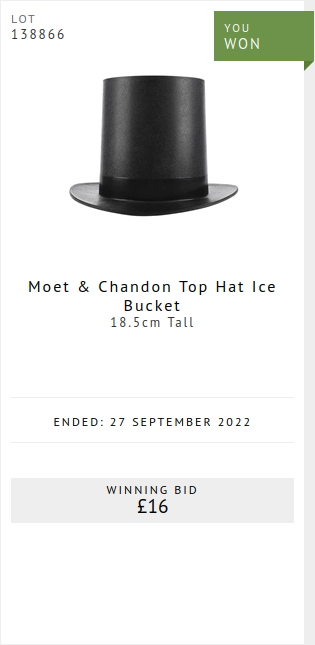 LOT
138866
YOU
WON
Moet & Chandon Top Hat Ice
Bucket
18.5cm Tall
ENDED: 27 SEPTEMBER 2022
WINNING BID
£16